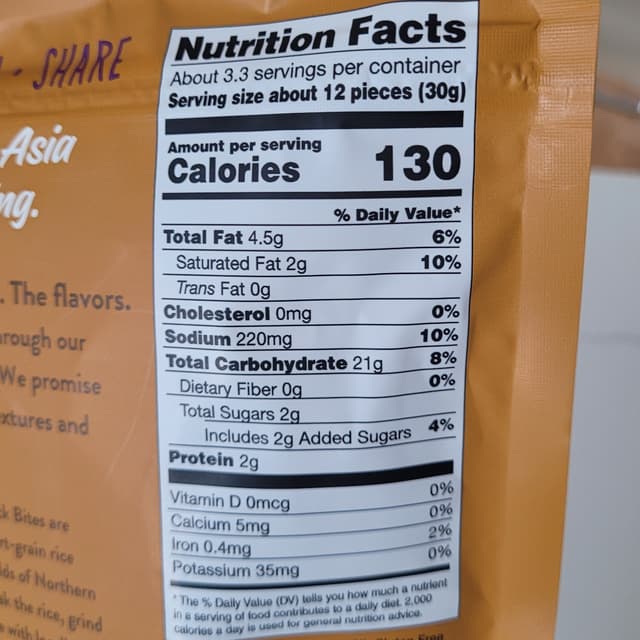 - SHARE
Asia
ng.
. The flavors.
rough our
We promise
xtures and
k Bites are
rt-grain rice
lds of Northern
ak the rice, grind
Nutrition Facts
About 3.3 servings per container
Serving size about 12 pieces (30g)
Amount per serving
Calories 130
% Daily Value*
Total Fat 4.5g 6%
Saturated Fat 2g 10%
Trans Fat 0g
Cholesterol 0mg 0%
Sodium 220mg 10%
Total Carbohydrate 21g 8%
Dietary Fiber 0g 0%
Total Sugars 2g
Includes 2g Added Sugars 4%
Protein 2g
Vitamin D 0mcg 0%
Calcium 5mg 0%
Iron 0.4mg 2%
Potassium 35mg 0%
*The % Daily Value (DV) tells you how much a nutrient
in a serving of food contributes to a daily diet. 2,000
calories a day is used for general nutrition advice.